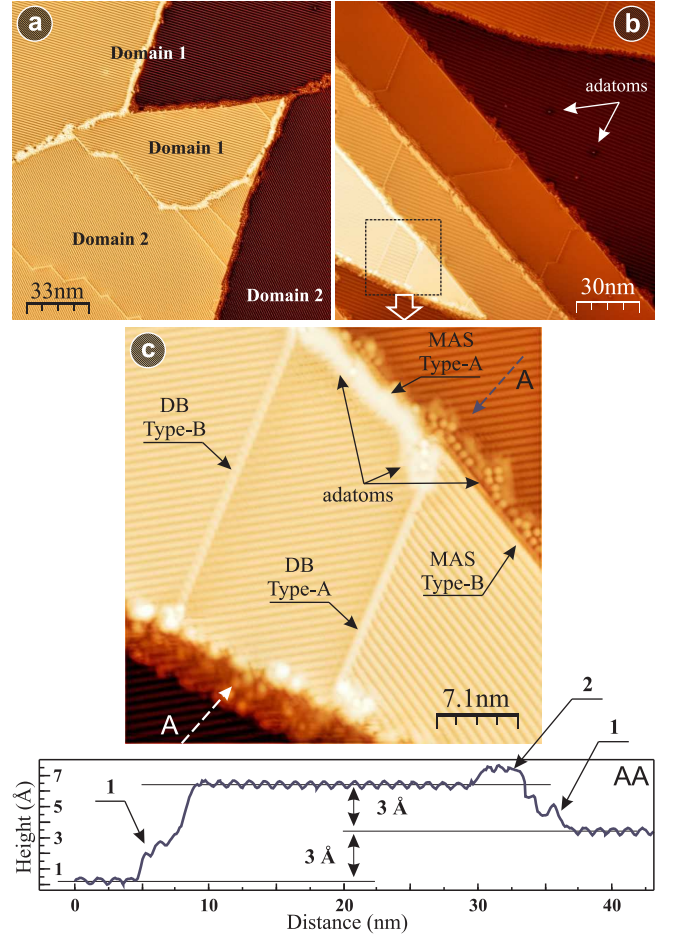 a
Domain 1
Domain 1
Domain 2
Domain 2
33nm
b
adatoms
30nm
c
MAS
Type-A
A
DB
Type-B
adatoms
DB
Type-A
MAS
Type-B
A
7.1nm
2
1
AA
1
3 Å
3 Å
Height (Å)
7
5
3
1
0
10
20
30
40
Distance (nm)